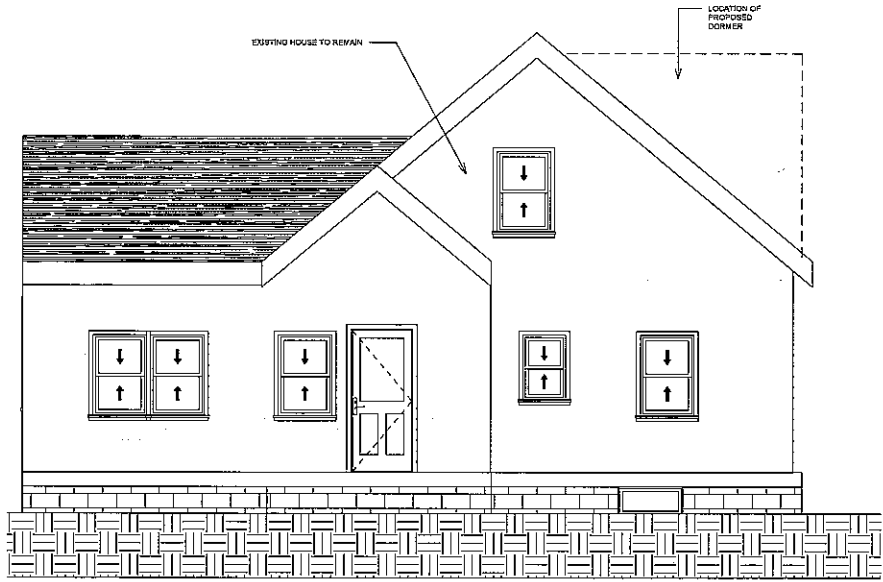 LOCATION OF
PROPOSED
DORMER
EXISTING HOUSE TO REMAIN